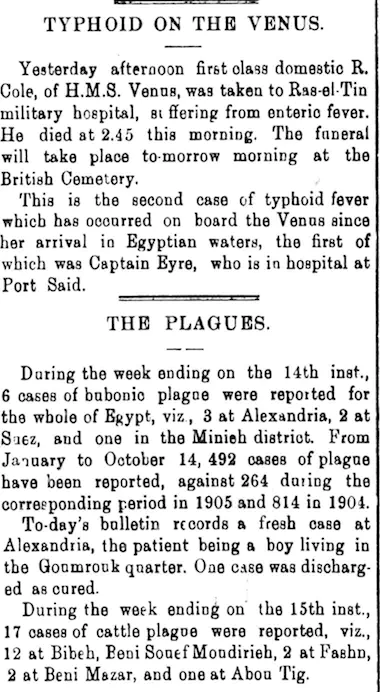 TYPHOID ON THE VENUS.
Yesterday afternoon first class domestic R.
Cole, of H.M.S. Venus, was taken to Ras-el-Tin
military hospital, suffering from enteric fever.
He died at 2.45 this morning. The funeral
will take place to-morrow morning at the
British Cemetery.
This is the second case of typhoid fever
which has occurred on board the Venus since
her arrival in Egyptian waters, the first of
which was Captain Eyre, who is in hospital at
Port Said.
THE PLAGUES.
During the week ending on the 14th inst.,
6 cases of bubonic plague were reported for
the whole of Egypt, viz., 3 at Alexandria, 2 at
Suez, and one in the Minieh district. From
January to October 14, 492 cases of plague
have been reported, against 264 during the
corresponding period in 1905 and 814 in 1904.
To-day's bulletin records a fresh case at
Alexandria, the patient being a boy living in
the Goumrouk quarter. One case was discharg-
ed as cured.
During the week ending on the 15th inst.,
17 cases of cattle plague were reported, viz.,
12 at Bibeh, Beni Souef Moudirieh, 2 at Fashn,
2 at Beni Mazar, and one at Abou Tig.